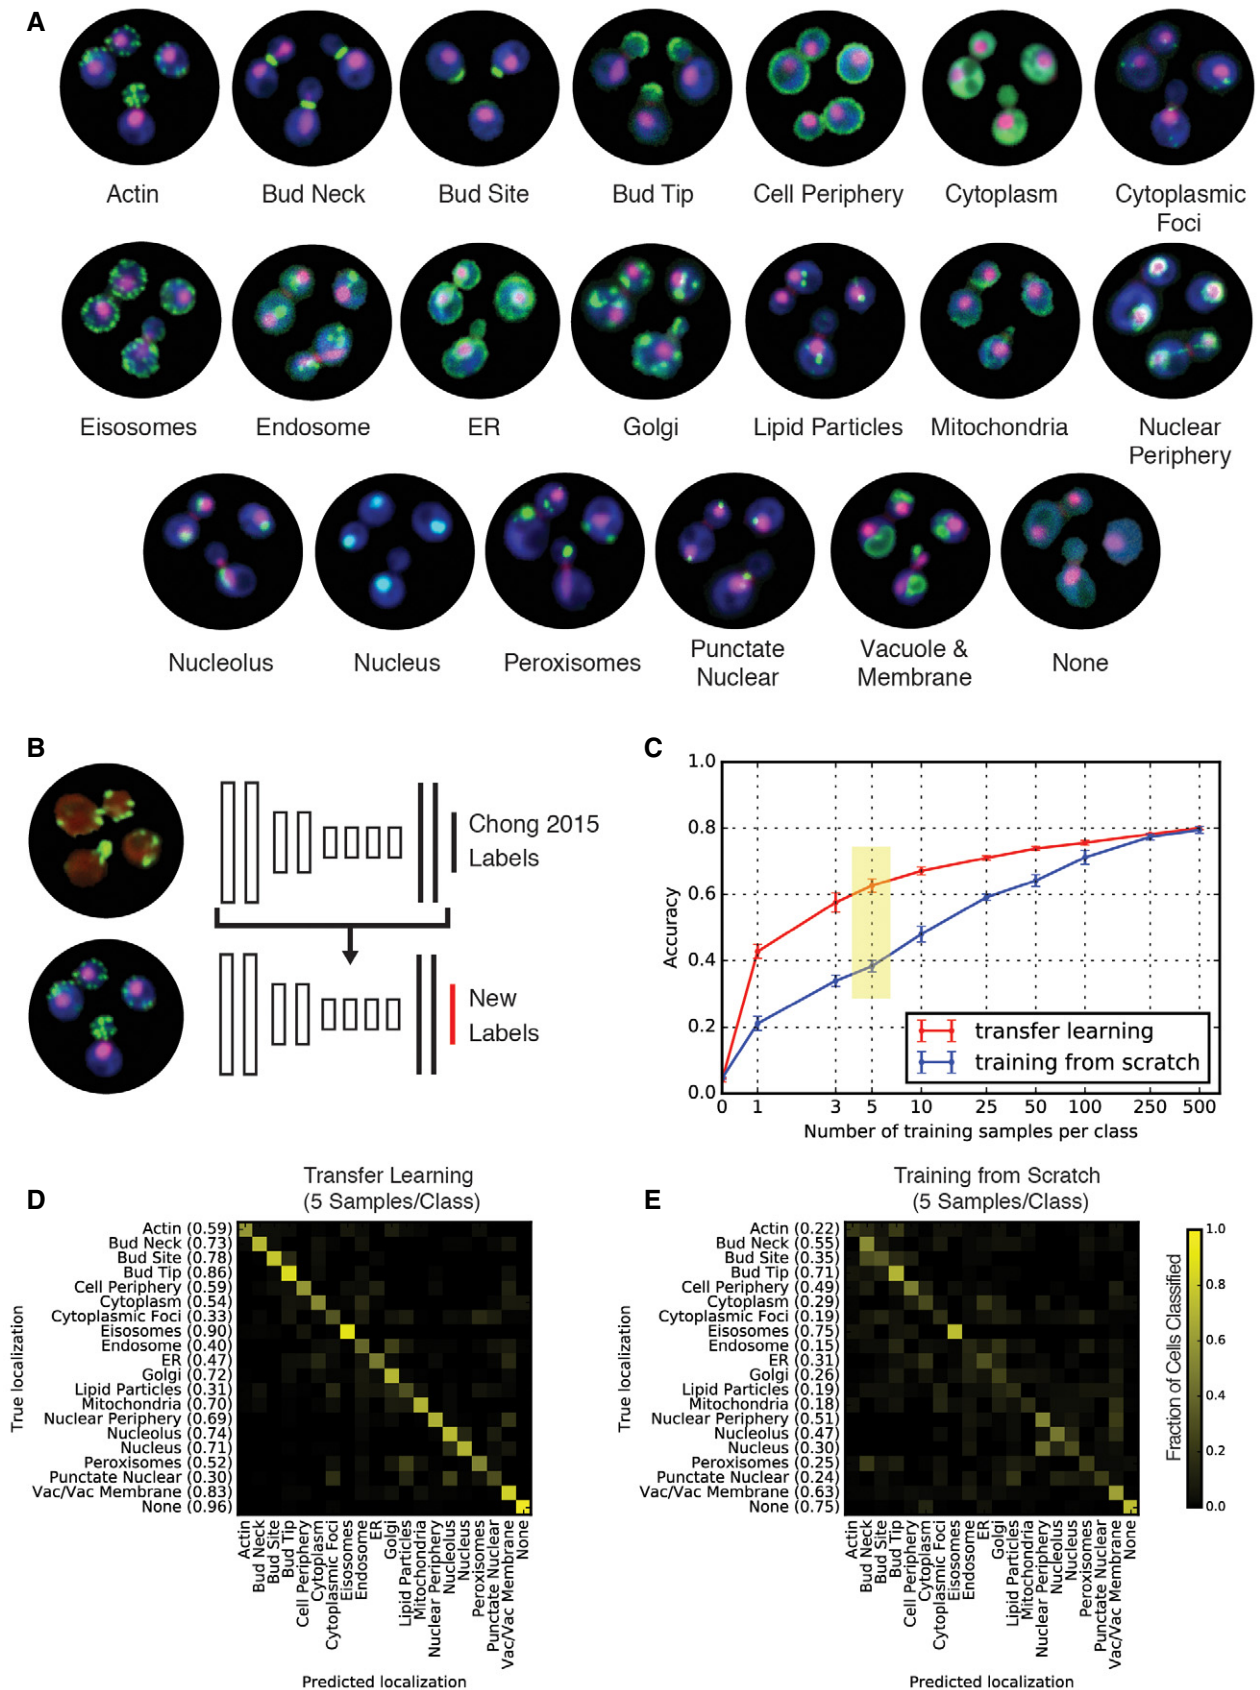 A
Actin
Bud Neck
Bud Site
Bud Tip
Cell Periphery
Cytoplasm
Cytoplasmic
Foci
Eisosomes
Endosome
ER
Golgi
Lipid Particles
Mitochondria
Nuclear
Periphery
Nucleolus
Nucleus
Peroxisomes
Punctate
Nuclear
Vacuole &
Membrane
None
B
Chong 2015
Labels
New
Labels
C
1.0
0.8
0.6
0.4
0.2
0.0
Accuracy
transfer learning
training from scratch
0 1 3 5 10 25 50 100 250 500
Number of training samples per class
D
Transfer Learning
(5 Samples/Class)
True localization
Actin (0.59)
Bud Neck (0.73)
Bud Site (0.78)
Bud Tip (0.86)
Cell Periphery (0.59)
Cytoplasm (0.54)
Cytoplasmic Foci (0.33)
Eisosomes (0.90)
Endosome (0.40)
ER (0.47)
Golgi (0.72)
Lipid Particles (0.31)
Mitochondria (0.70)
Nuclear Periphery (0.69)
Nucleolus (0.74)
Nucleus (0.71)
Peroxisomes (0.52)
Punctate Nuclear (0.30)
Vac/Vac Membrane (0.83)
None (0.96)
Actin
Bud Neck
Bud Site
Bud Tip
Cell Periphery
Cytoplasm
Cytoplasmic Foci
Eisosomes
Endosome
ER
Golgi
Lipid Particles
Mitochondria
Nuclear Periphery
Nucleolus
Nucleus
Peroxisomes
Punctate Nuclear
Vac/Vac Membrane
None
Predicted localization
E
Training from Scratch
(5 Samples/Class)
True localization
Actin (0.22)
Bud Neck (0.55)
Bud Site (0.35)
Bud Tip (0.71)
Cell Periphery (0.49)
Cytoplasm (0.29)
Cytoplasmic Foci (0.19)
Eisosomes (0.75)
Endosome (0.15)
ER (0.31)
Golgi (0.26)
Lipid Particles (0.19)
Mitochondria (0.18)
Nuclear Periphery (0.51)
Nucleolus (0.47)
Nucleus (0.30)
Peroxisomes (0.25)
Punctate Nuclear (0.24)
Vac/Vac Membrane (0.63)
None (0.75)
Actin
Bud Neck
Bud Site
Bud Tip
Cell Periphery
Cytoplasm
Cytoplasmic Foci
Eisosomes
Endosome
ER
Golgi
Lipid Particles
Mitochondria
Nuclear Periphery
Nucleolus
Nucleus
Peroxisomes
Punctate Nuclear
Vac/Vac Membrane
None
Predicted localization
Fraction of Cells Classified
1.0
0.8
0.6
0.4
0.2
0.0